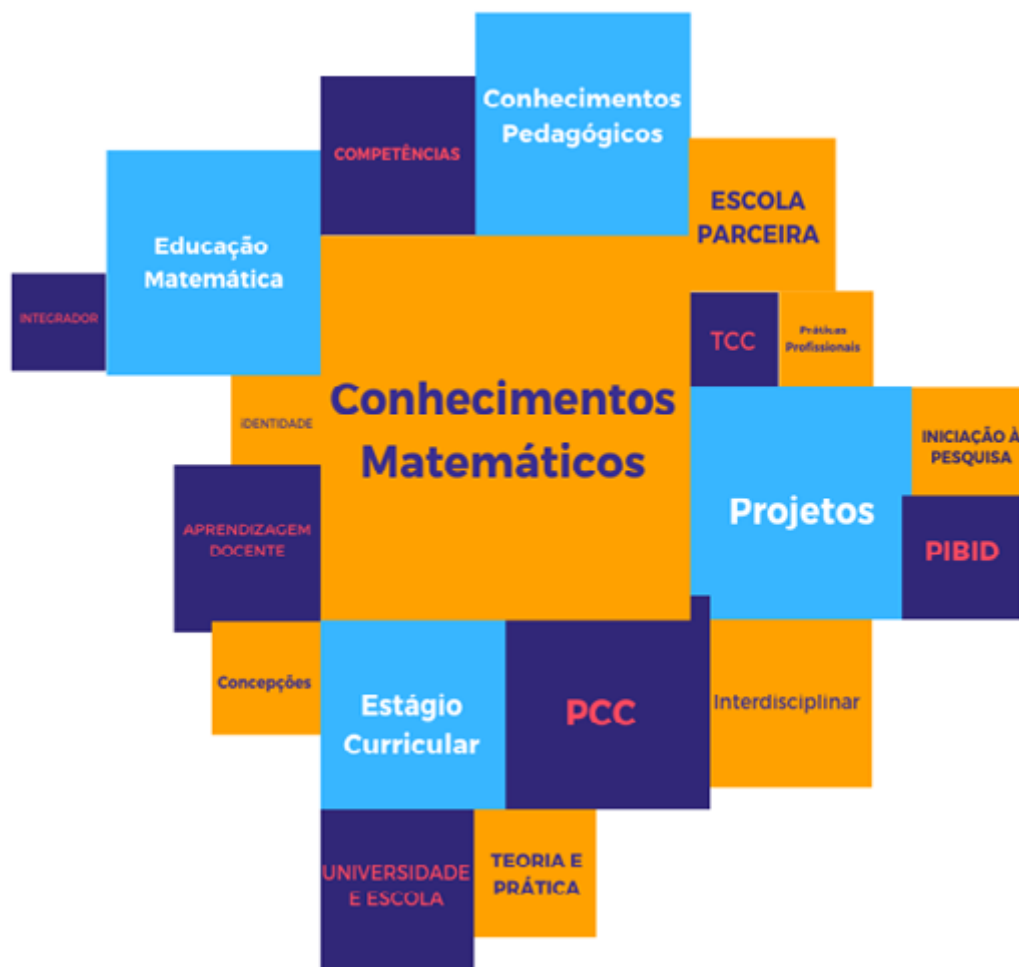 Conhecimentos
Pedagógicos
COMPETÊNCIAS
ESCOLA
PARCEIRA
Educação
Matemática
INTEGRADOR
TCC
Práticas
Profissionais
Conhecimentos
Matemáticos
IDENTIDADE
INICIAÇÃO À
PESQUISA
Projetos
PIBID
APRENDIZAGEM
DOCENTE
Concepções
Estágio
Curricular
PCC
Interdisciplinar
UNIVERSIDADE
E ESCOLA
TEORIA E
PRÁTICA